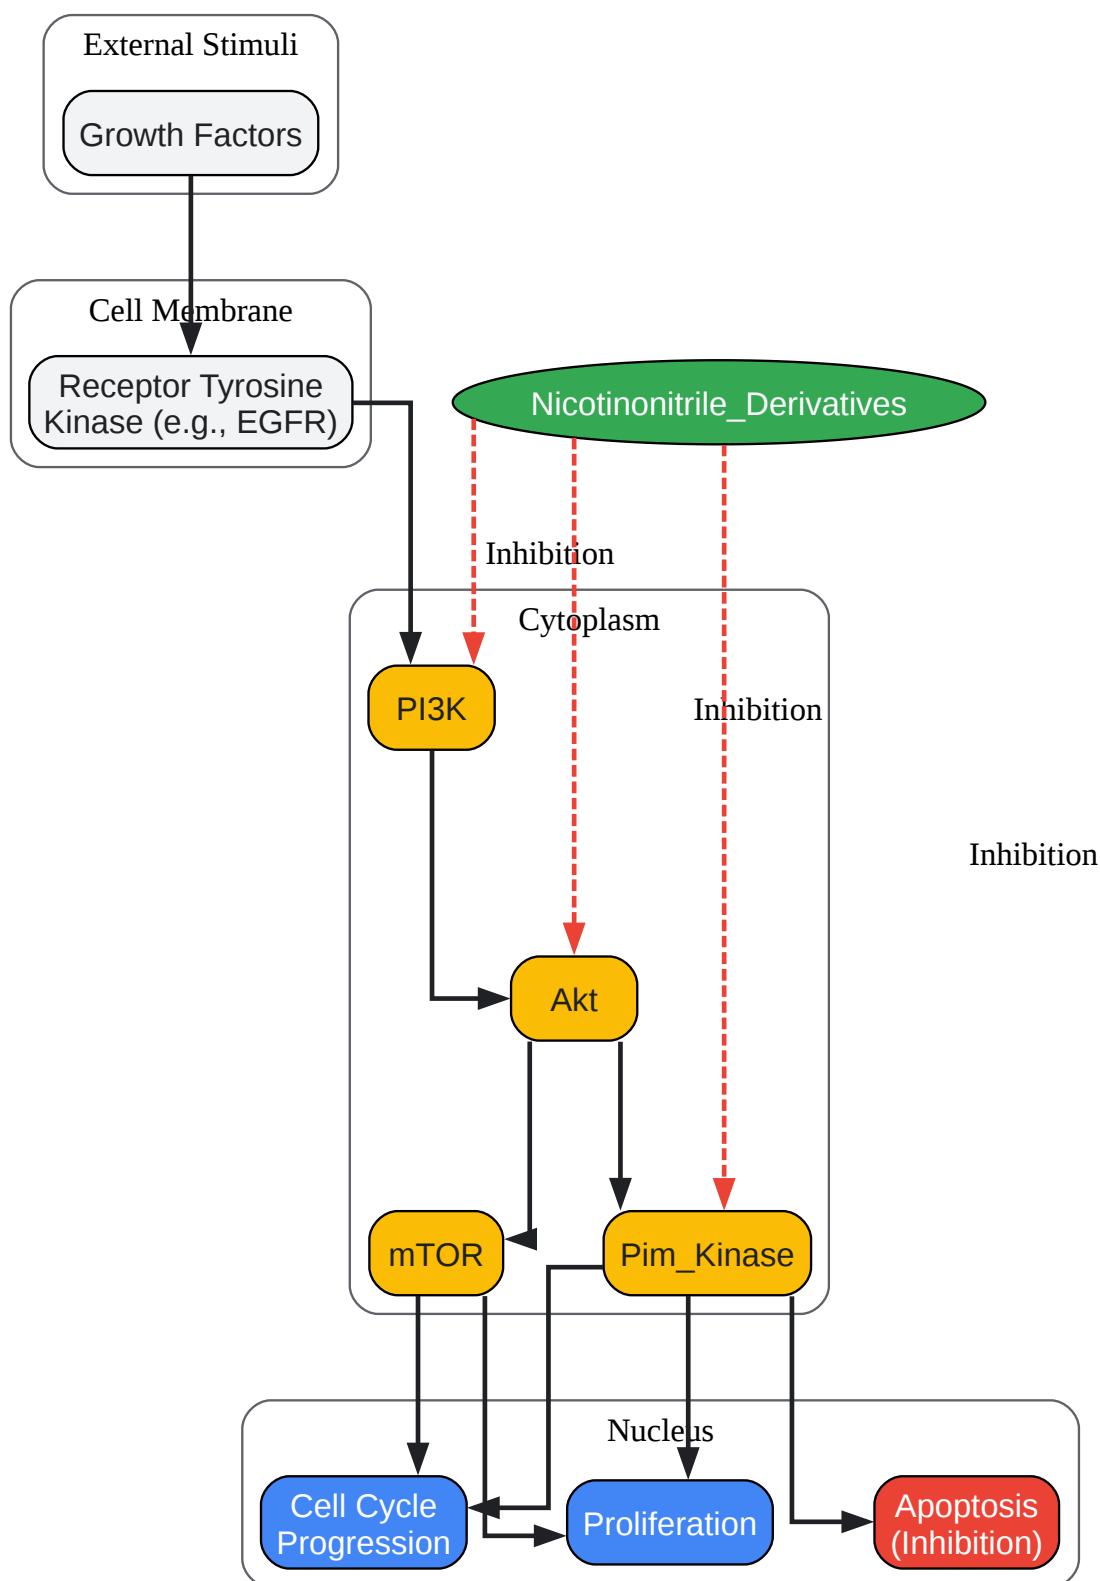 External Stimuli
Growth Factors
Cell Membrane
Receptor Tyrosine
Kinase (e.g., EGFR)
Nicotinonitrile_Derivatives
Inhibition
Cytoplasm
PI3K
Inhibition
Inhibition
Akt
mTOR
Pim_Kinase
Nucleus
Cell Cycle
Progression
Proliferation
Apoptosis
(Inhibition)